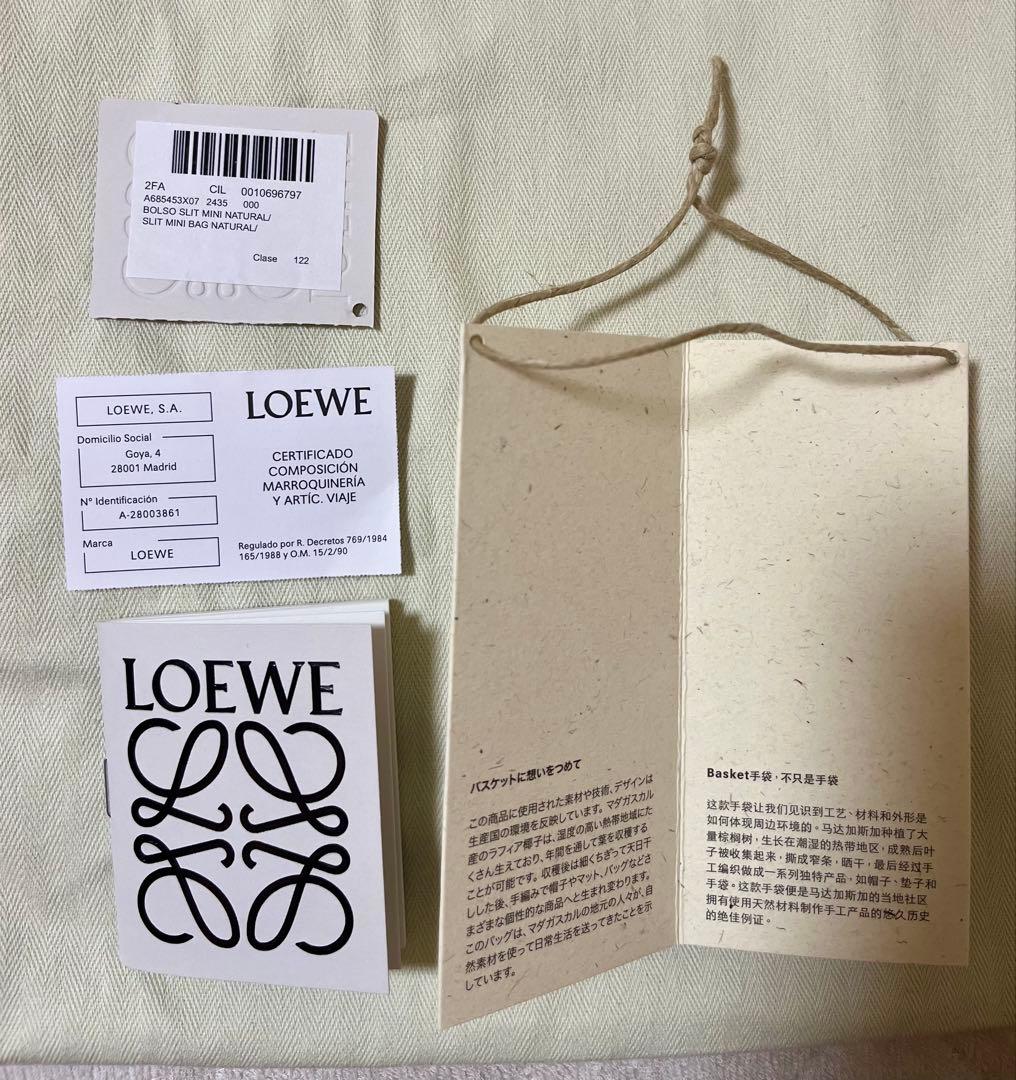 2FA CIL 0010696797
A685453X07 2435 000
BOLSO SLIT MINI NATURAL/
SLIT MINI BAG NATURAL/
Clase 122
LOEWE, S.A.
Domicilio Social
Goya, 4
28001 Madrid
Nº Identificación
A-28003861
Marca
LOEWE
LOEWE
CERTIFICADO
COMPOSICIÓN
MARROQUINERÍA
Y ARTÍC. VIAJE
Regulado por R. Decretos 769/1984
165/1988 y O.M. 15/2/90
LOEWE
バスケットに想いをつめて
この商品に使用された素材や技術、デザインは
生産国の環境を反映しています。マダガスカル
産のラフィア椰子は、湿度の高い熱帯地域にた
くさん生えており、年間を通して葉を収穫する
ことが可能です。収穫後は細くちぎって天日干
しした後、手編みで帽子やマット、バッグなどさ
まざまな個性的な商品へと生まれ変わります。
このバッグは、マダガスカルの地元の人々が、自
然素材を使って日常生活を送ってきたことを示
しています。
Basket手袋，不只是手袋
这款手袋让我们见识到工艺、材料和外形是
如何体现周边环境的。马达加斯加种植了大
量棕榈树，生长在潮湿的热带地区，成熟后叶
子被收集起来，撕成窄条，晒干，最后经过手
工编织做成一系列独特产品，如帽子、垫子和
手袋。这款手袋便是马达加斯加的当地社区
拥有使用天然材料制作手工产品的悠久历史
的绝佳例证。